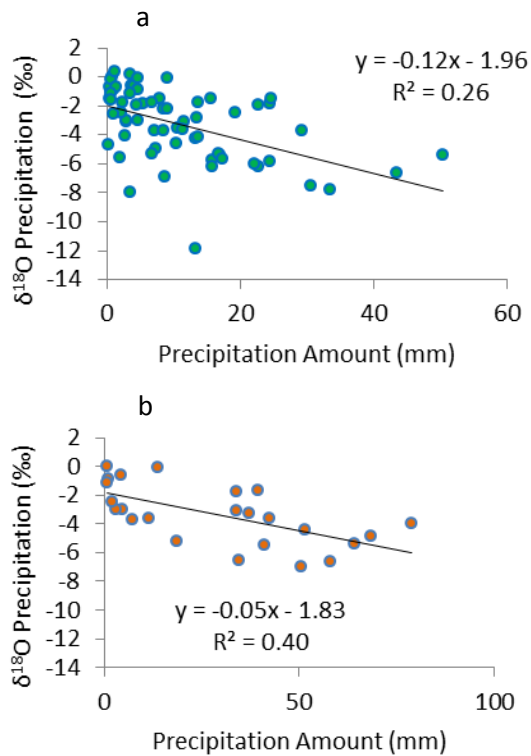 a
y = -0.12x - 1.96
R² = 0.26
2
0
-2
-4
-6
-8
-10
-12
-14
δ¹⁸O Precipitation (‰)
0 20 40 60
Precipitation Amount (mm)
b
2
0
-2
-4
-6
-8
-10
-12
-14
δ¹⁸O Precipitation (‰)
y = -0.05x - 1.83
R² = 0.40
0 50 100
Precipitation Amount (mm)